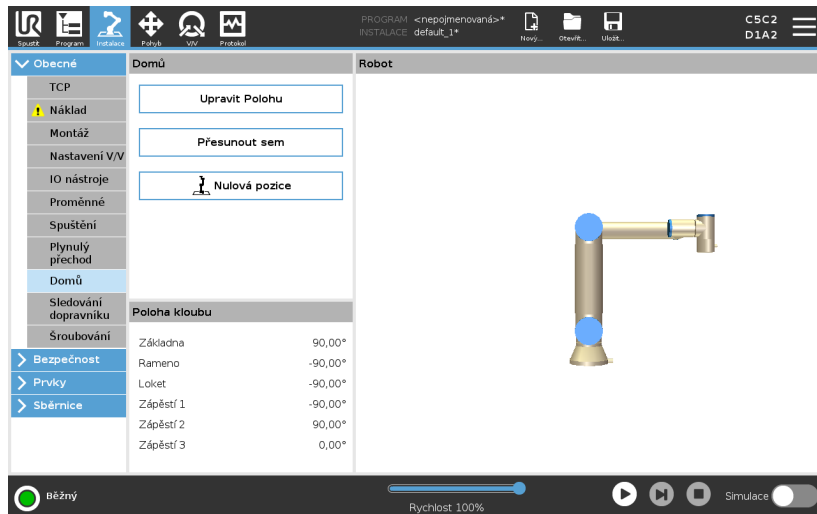 UR
PROGRAM <nepojmenovaná>*
INSTALACE default_1*
C5C2
D1A2
Spustit Program Instalace Pohyb V/V Protokol
Nový... Otevřít... Uložit...
Obecné
Domů
Robot
TCP
Náklad
Montáž
Nastavení V/V
IO nástroje
Proměnné
Spuštění
Plynulý
přechod
Domů
Sledování
dopravníku
Šroubování
Bezpečnost
Prvky
Sběrnice
Upravit Polohu
Přesunout sem
Nulová pozice
Poloha kloubu
Základna 90,00°
Rameno -90,00°
Loket -90,00°
Zápěstí 1 -90,00°
Zápěstí 2 90,00°
Zápěstí 3 0,00°
Běžný
Rychlost 100%
Simulace